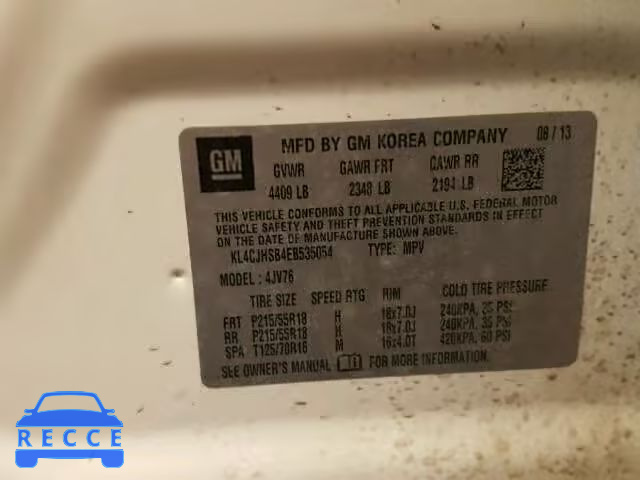 GM
MFD BY GM KOREA COMPANY 08/13
GVWR GAWR FRT GAWR RR
4409 LB 2348 LB 2194 LB
THIS VEHICLE CONFORMS TO ALL APPLICABLE U.S. FEDERAL MOTOR
VEHICLE SAFETY AND THEFT PREVENTION STANDARDS IN
EFFECT ON THE DATE OF MANUFACTURE SHOWN ABOVE.
KL4CJHSB4EB535054 TYPE: MPV
MODEL: 4JV76
TIRE SIZE SPEED RTG RIM COLD TIRE PRESSURE
FRT P215/55R18 H 18x7.0J 240KPA, 35 PSI
RR P215/55R18 H 18x7.0J 240KPA, 35 PSI
SPA T125/70R16 M 16x4.0T 420KPA, 60 PSI
SEE OWNER'S MANUAL FOR MORE INFORMATION
RECCE